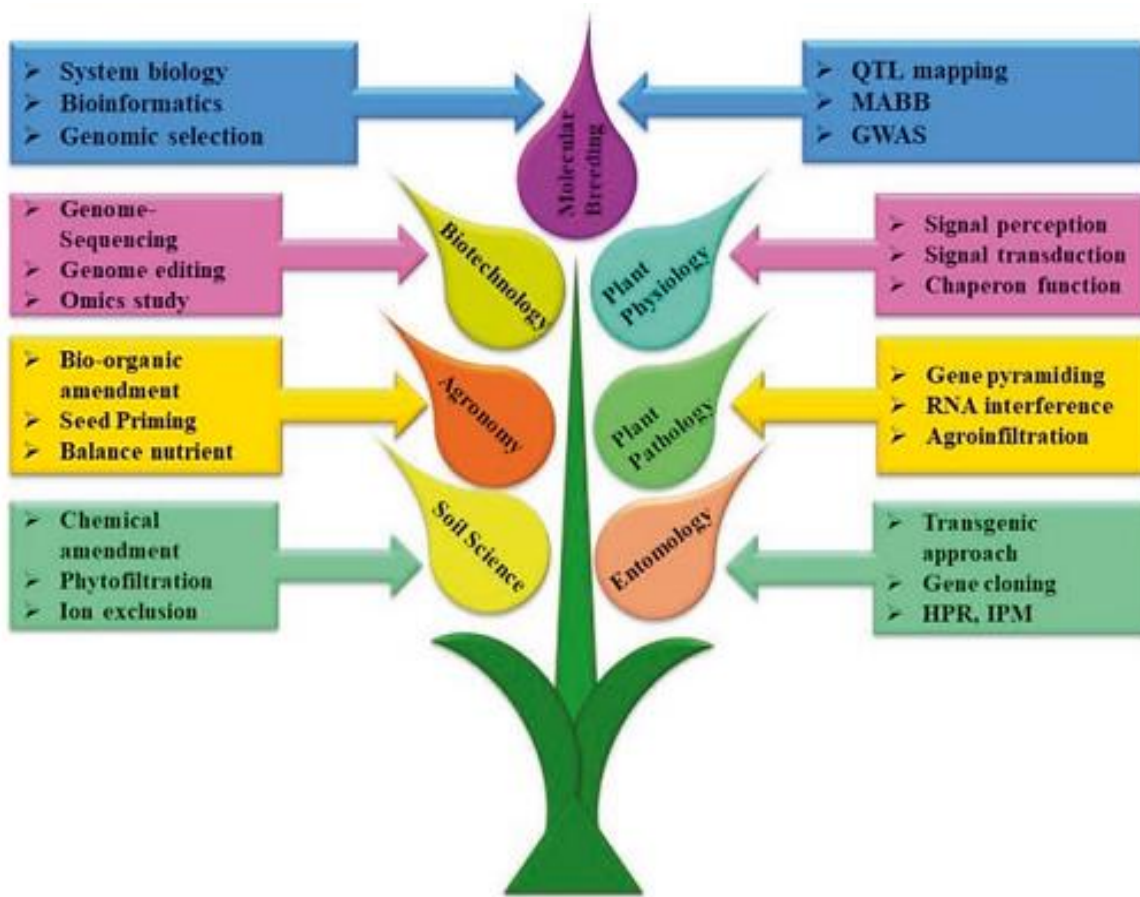 ➢ System biology
➢ Bioinformatics
➢ Genomic selection
Molecular
Breeding
➢ QTL mapping
➢ MABB
➢ GWAS
➢ Genome-
Sequencing
➢ Genome editing
➢ Omics study
Biotechnology
Plant
Physiology
➢ Signal perception
➢ Signal transduction
➢ Chaperon function
➢ Bio-organic
amendment
➢ Seed Priming
➢ Balance nutrient
Agronomy
Plant
Pathology
➢ Gene pyramiding
➢ RNA interference
➢ Agroinfiltration
➢ Chemical
amendment
➢ Phytofiltration
➢ Ion exclusion
Soil Science
Entomology
➢ Transgenic
approach
➢ Gene cloning
➢ HPR, IPM